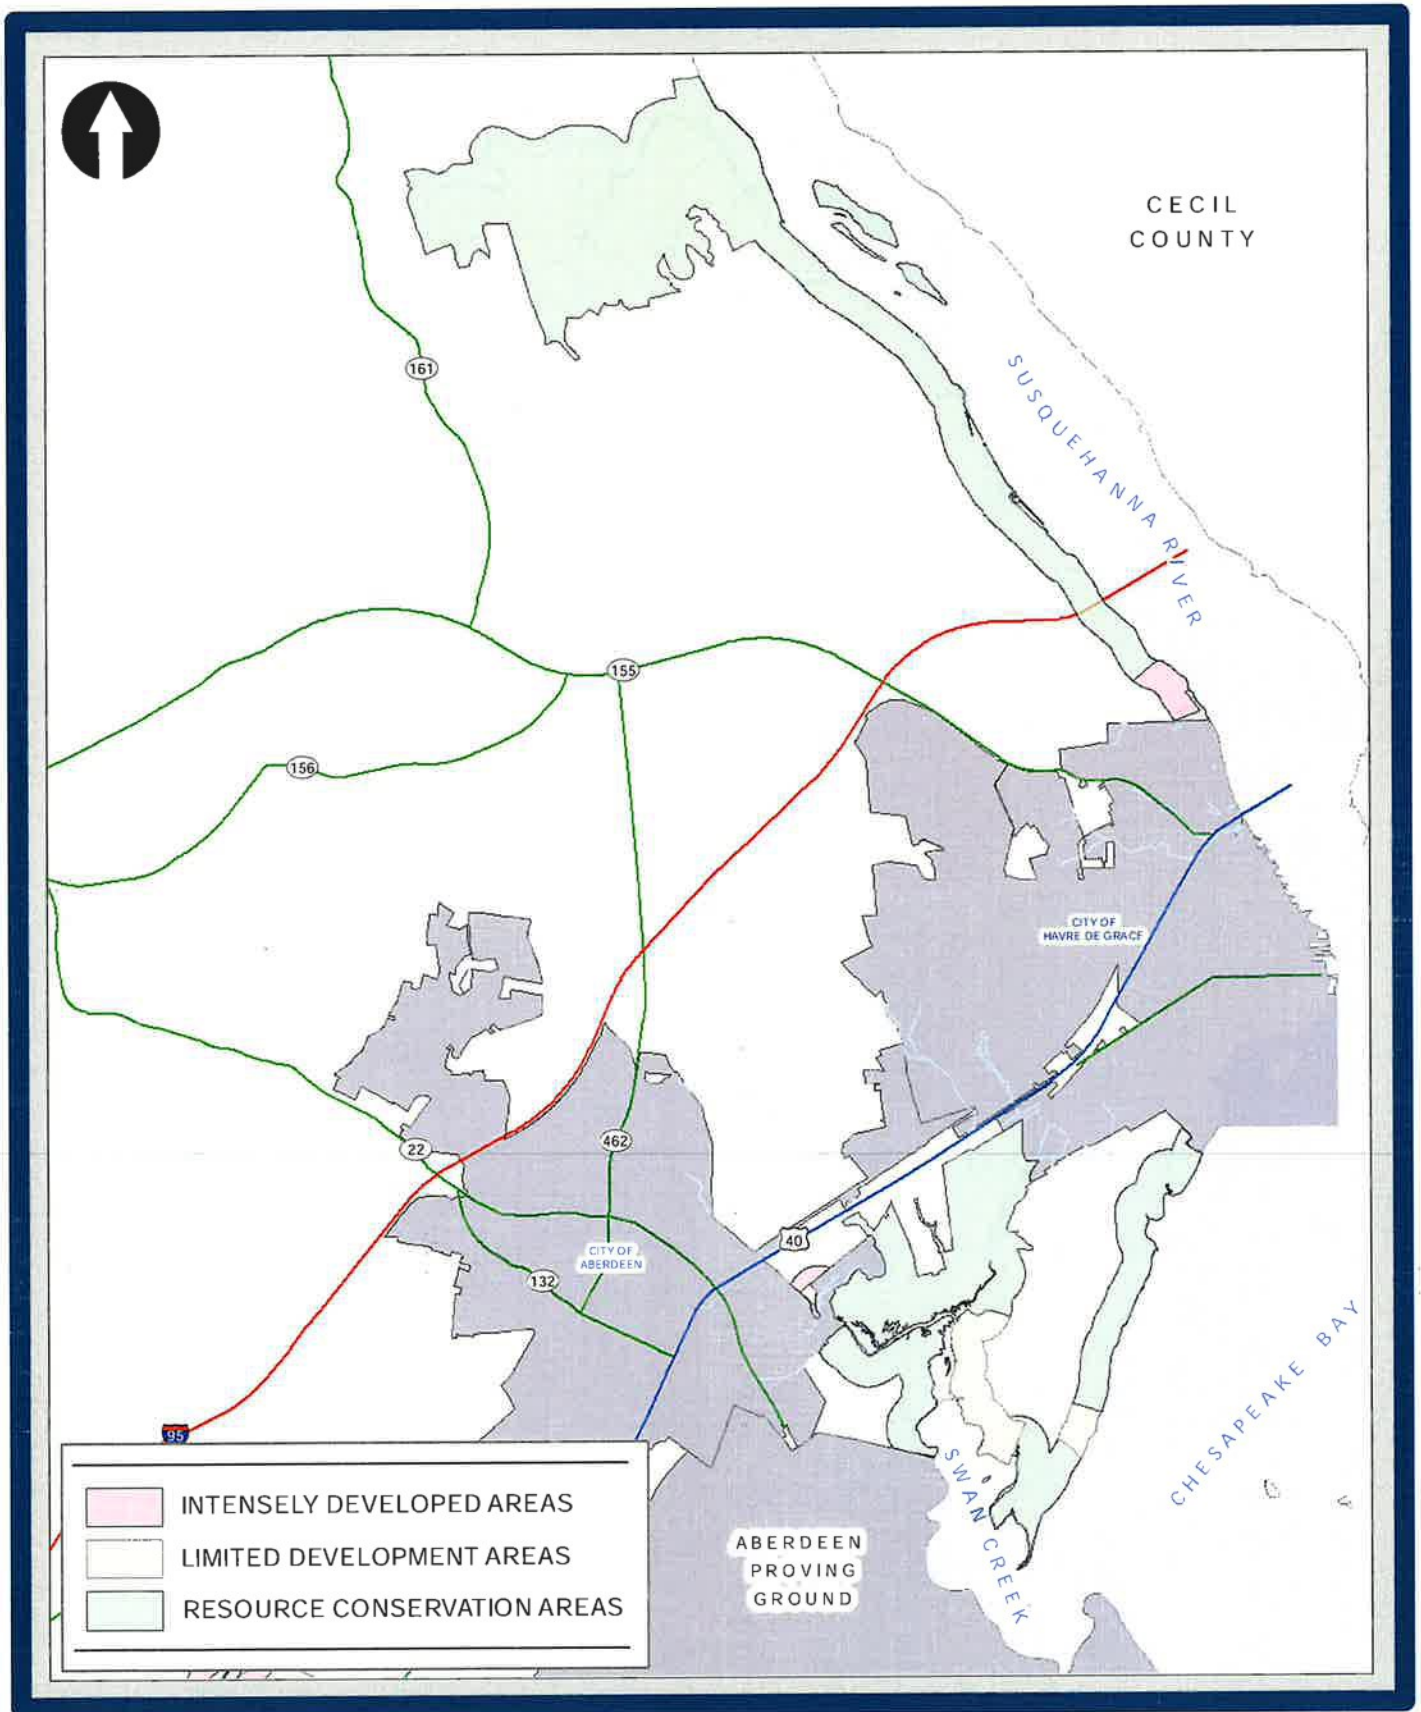 CECIL
COUNTY
161
SUSQUEHANNA RIVER
155
156
CITY OF
HAVRE DE GRACE
22
462
40
CITY OF
ABERDEEN
132
CHESAPEAKE BAY
95
SWAN CREEK
INTENSELY DEVELOPED AREAS
LIMITED DEVELOPMENT AREAS
RESOURCE CONSERVATION AREAS
ABERDEEN
PROVING
GROUND